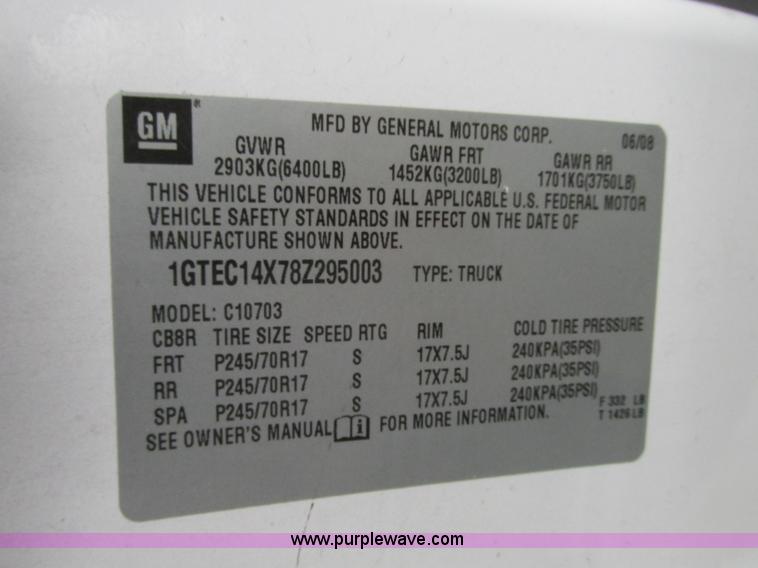 GM®
MFD BY GENERAL MOTORS CORP. 06/08
GVWR GAWR FRT GAWR RR
2903KG(6400LB) 1452KG(3200LB) 1701KG(3750LB)
THIS VEHICLE CONFORMS TO ALL APPLICABLE U.S. FEDERAL MOTOR
VEHICLE SAFETY STANDARDS IN EFFECT ON THE DATE OF
MANUFACTURE SHOWN ABOVE.
1GTEC14X78Z295003 TYPE: TRUCK
MODEL: C10703
CB8R TIRE SIZE SPEED RTG RIM COLD TIRE PRESSURE
FRT P245/70R17 S 17X7.5J 240KPA(35PSI)
RR P245/70R17 S 17X7.5J 240KPA(35PSI)
SPA P245/70R17 S 17X7.5J 240KPA(35PSI)
F 332 LB
T 1426 LB
SEE OWNER'S MANUAL i FOR MORE INFORMATION.
www.purplewave.com